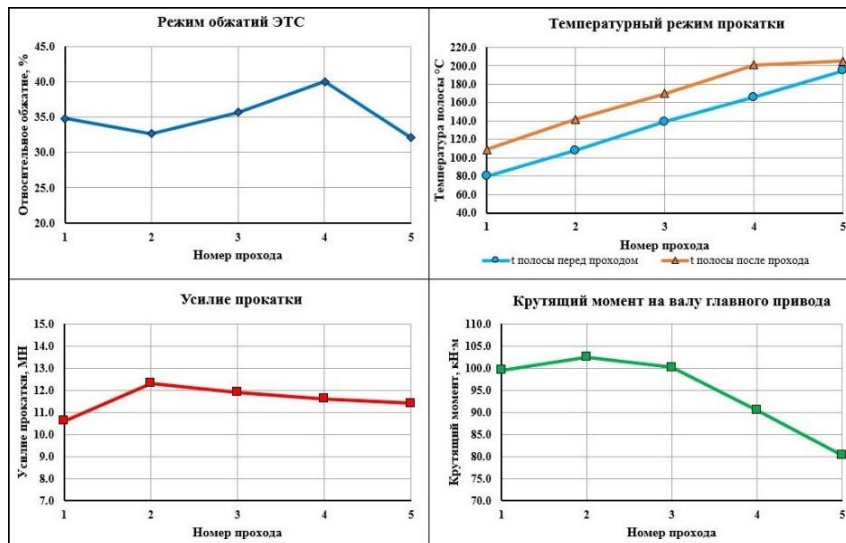 Режим обжатий ЭТС
Относительное обжатие, %
45.0
40.0
35.0
30.0
25.0
20.0
1 2 3 4 5
Номер прохода
Температурный режим прокатки
Температура полосы °С
220.0
200.0
180.0
160.0
140.0
120.0
100.0
80.0
60.0
40.0
1 2 3 4 5
Номер прохода
t полосы перед проходом t полосы после прохода
Усилие прокатки
Усилие прокатки, МН
15.0
14.0
13.0
12.0
11.0
10.0
9.0
8.0
7.0
1 2 3 4 5
Номер прохода
Крутящий момент на валу главного привода
Крутящий момент, кН·м
110.0
105.0
100.0
95.0
90.0
85.0
80.0
75.0
70.0
1 2 3 4 5
Номер прохода